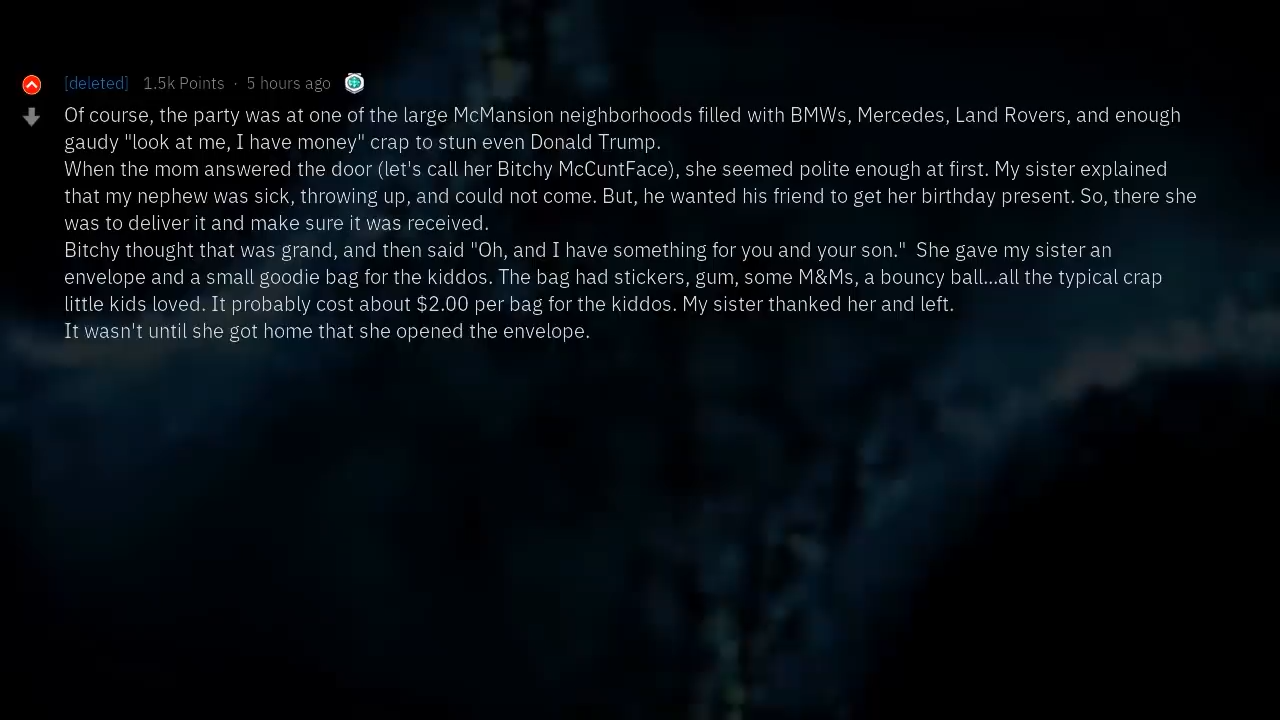 [deleted] 1.5k Points · 5 hours ago
Of course, the party was at one of the large McMansion neighborhoods filled with BMWs, Mercedes, Land Rovers, and enough
gaudy "look at me, I have money" crap to stun even Donald Trump.
When the mom answered the door (let's call her Bitchy McCuntFace), she seemed polite enough at first. My sister explained
that my nephew was sick, throwing up, and could not come. But, he wanted his friend to get her birthday present. So, there she
was to deliver it and make sure it was received.
Bitchy thought that was grand, and then said "Oh, and I have something for you and your son."  She gave my sister an
envelope and a small goodie bag for the kiddos. The bag had stickers, gum, some M&Ms, a bouncy ball...all the typical crap
little kids loved. It probably cost about $2.00 per bag for the kiddos. My sister thanked her and left.
It wasn't until she got home that she opened the envelope.